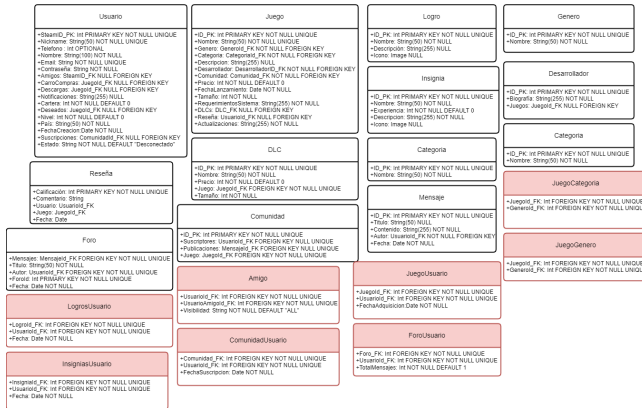 Usuario
+SteamID_PK: Int PRIMARY KEY NOT NULL UNIQUE
+Nickname: String(50) NOT NULL UNIQUE
+Telefono : Int OPTIONAL
+Nombre: String(100) NOT NULL
+Email: String NOT NULL UNIQUE
+Contraseña: String NOT NULL
+Amigos: SteamID_FK NULL FOREIGN KEY
+CarroCompras: JuegoId_FK NULL FOREIGN KEY
+Descargas: JuegoId_FK NULL FOREIGN KEY
+Notificaciones: String(255) NULL
+Cartera: Int NOT NULL DEFAULT 0
+Deseados: JuegoId_FK NULL FOREIGN KEY
+Nivel: Int NOT NULL DEFAULT 0
+País: String(50) NOT NULL
+FechaCreacion:Date NOT NULL
+Suscripciones: ComunidadId_FK NULL FOREIGN KEY
+Estado: String NOT NULL DEFAULT "Desconectado"
Juego
+ID_PK: Int PRIMARY KEY NOT NULL UNIQUE
+Nombre: String(50) NOT NULL
+Genero: GeneroId_FK NOT NULL FOREIGN KEY
+Categoria: CategoriaId_FK NOT NULL FOREIGN KEY
+Descripcion: String(255) NULL
+Desarrollador: DesarrolladorID_FK NOT NULL FOREIGN KEY
+Comunidad: Comunidad_FK NOT NULL FOREIGN KEY
+Precio: Int NOT NULL DEFAULT 0
+FechaLanzamiento: Date NOT NULL
+Tamaño: Int NOT NULL
+RequerimientosSistema: String(255) NOT NULL
+DLCs: DLC_FK NULL FOREIGN KEY
+Reseña: UsuarioId_FK NULL FOREIGN KEY
+Actualizaciones: String(255) NOT NULL
Logro
+ID_PK: Int PRIMARY KEY NOT NULL UNIQUE
+Nombre: String(50) NOT NULL
+Descripción: String(255) NULL
+Icono: Image NULL
Genero
+ID_PK: Int PRIMARY KEY NOT NULL UNIQUE
+Nombre: String(50) NOT NULL
Insignia
+ID_PK: Int PRIMARY KEY NOT NULL UNIQUE
+Nombre: String(50) NOT NULL
+Experiencia: Int NOT NULL DEFAULT 0
+Descripcion: String(255) NOT NULL
+Icono: Image NOT NULL
Desarrollador
+ID_PK: Int PRIMARY KEY NOT NULL UNIQUE
+Biografia: String(255) NOT NULL
+Juegos: JuegoId_FK NULL FOREIGN KEY
DLC
+ID_PK: Int PRIMARY KEY NOT NULL UNIQUE
+Nombre: String(50) NOT NULL
+Precio: Int NOT NULL DEFAULT 0
+Juego: JuegoId_FK FOREIGN KEY NOT NULL UNIQUE
+Tamaño: Int NOT NULL
Categoría
+ID_PK: Int PRIMARY KEY NOT NULL UNIQUE
+Nombre: String(50) NOT NULL
Categoria
+ID_PK: Int PRIMARY KEY NOT NULL UNIQUE
+Nombre: String(50) NOT NULL
Reseña
+Calificación: Int PRIMARY KEY NOT NULL UNIQUE
+Comentario: String
+Usuario: UsuarioId_FK
+Juego: JuegoId_FK
+Fecha: Date
Mensaje
+ID_PK: Int PRIMARY KEY NOT NULL UNIQUE
+Título: String(50) NULL
+Contenido: String(255) NOT NULL
+Autor: UsuarioId_FK NOT NULL FOREIGN KEY
+Fecha: Date NOT NULL
JuegoCategoria
+JuegoId_FK: Int FOREIGN KEY NOT NULL UNIQUE
+GeneroId_FK: Int FOREIGN KEY NOT NULL UNIQUE
Comunidad
+ID_PK: Int PRIMARY KEY NOT NULL UNIQUE
+Suscriptores: UsuarioId_FK NULL FOREIGN KEY
+Publicaciones: MensajeId_FK NULL FOREIGN KEY
+Juego: JuegoId_FK NULL FOREIGN KEY
Foro
+Mensajes: MensajeId_FK FOREIGN KEY NOT NULL UNIQUE
+Título: String(50) NOT NULL
+Autor: UsuarioId_FK FOREIGN KEY NOT NULL UNIQUE
+ForoId: Int PRIMARY KEY NOT NULL UNIQUE
+Fecha: Date NOT NULL
JuegoGenero
+JuegoId_FK: Int FOREIGN KEY NOT NULL UNIQUE
+GeneroId_FK: Int FOREIGN KEY NOT NULL UNIQUE
Amigo
+UsuarioId_FK: Int FOREIGN KEY NOT NULL UNIQUE
+UsuarioAmigoId_FK: Int FOREIGN KEY NOT NULL UNIQUE
+Visibilidad: String NOT NULL DEFAULT "ALL"
JuegoUsuario
+JuegoId_FK: Int FOREIGN KEY NOT NULL UNIQUE
+UsuarioId_FK: Int FOREIGN KEY NOT NULL UNIQUE
+FechaAdquisicion:Date NOT NULL
LogrosUsuario
+LogroId_FK: Int FOREIGN KEY NOT NULL UNIQUE
+UsuarioId_FK: Int FOREIGN KEY NOT NULL UNIQUE
+Fecha: Date NOT NULL
ComunidadUsuario
+Comunidad_FK: Int FOREIGN KEY NOT NULL UNIQUE
+UsuarioId_FK: Int FOREIGN KEY NOT NULL UNIQUE
+FechaSuscripcion: Date NOT NULL
ForoUsuario
+Foro_FK: Int FOREIGN KEY NOT NULL UNIQUE
+UsuarioId_FK: Int FOREIGN KEY NOT NULL UNIQUE
+TotalMensajes: Int NOT NULL DEFAULT 1
InsigniasUsuario
+InsigniaId_FK: Int FOREIGN KEY NOT NULL UNIQUE
+UsuarioId_FK: Int FOREIGN KEY NOT NULL UNIQUE
+Fecha: Date NOT NULL